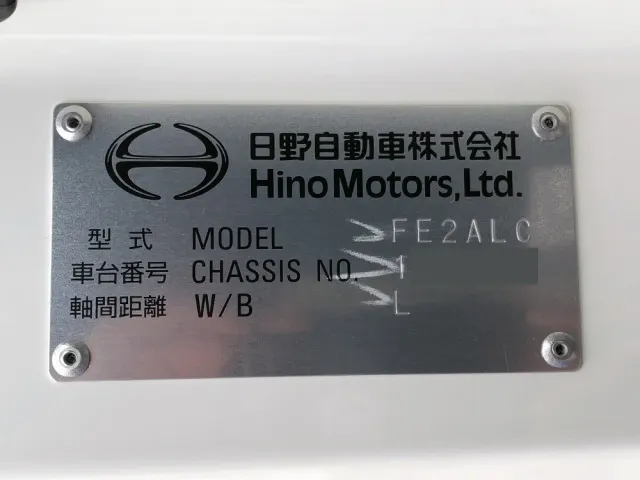 日野自動車株式会社
Hino Motors, Ltd.
型式 MODEL FE2ALC
車台番号 CHASSIS NO. 1
軸間距離 W/B L